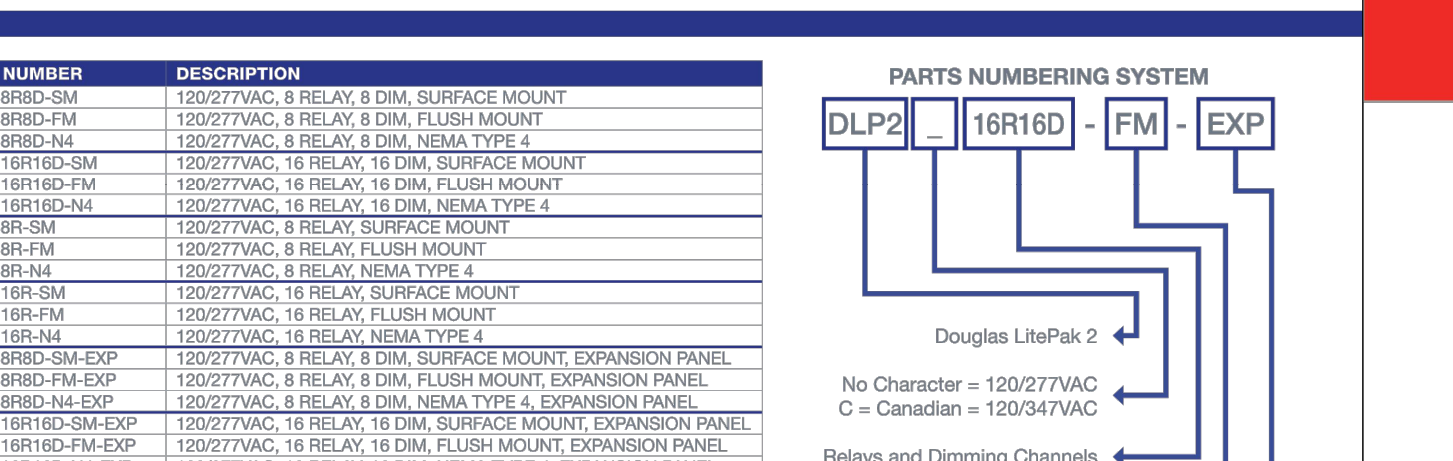 NUMBER DESCRIPTION
8R8D-SM 120/277VAC, 8 RELAY, 8 DIM, SURFACE MOUNT
8R8D-FM 120/277VAC, 8 RELAY, 8 DIM, FLUSH MOUNT
8R8D-N4 120/277VAC, 8 RELAY, 8 DIM, NEMA TYPE 4
16R16D-SM 120/277VAC, 16 RELAY, 16 DIM, SURFACE MOUNT
16R16D-FM 120/277VAC, 16 RELAY, 16 DIM, FLUSH MOUNT
16R16D-N4 120/277VAC, 16 RELAY, 16 DIM, NEMA TYPE 4
8R-SM 120/277VAC, 8 RELAY, SURFACE MOUNT
8R-FM 120/277VAC, 8 RELAY, FLUSH MOUNT
8R-N4 120/277VAC, 8 RELAY, NEMA TYPE 4
16R-SM 120/277VAC, 16 RELAY, SURFACE MOUNT
16R-FM 120/277VAC, 16 RELAY, FLUSH MOUNT
16R-N4 120/277VAC, 16 RELAY, NEMA TYPE 4
8R8D-SM-EXP 120/277VAC, 8 RELAY, 8 DIM, SURFACE MOUNT, EXPANSION PANEL
8R8D-FM-EXP 120/277VAC, 8 RELAY, 8 DIM, FLUSH MOUNT, EXPANSION PANEL
8R8D-N4-EXP 120/277VAC, 8 RELAY, 8 DIM, NEMA TYPE 4, EXPANSION PANEL
16R16D-SM-EXP 120/277VAC, 16 RELAY, 16 DIM, SURFACE MOUNT, EXPANSION PANEL
16R16D-FM-EXP 120/277VAC, 16 RELAY, 16 DIM, FLUSH MOUNT, EXPANSION PANEL
PARTS NUMBERING SYSTEM
DLP2 _ 16R16D - FM - EXP
Douglas LitePak 2
No Character = 120/277VAC
C = Canadian = 120/347VAC
Relays and Dimming Channels